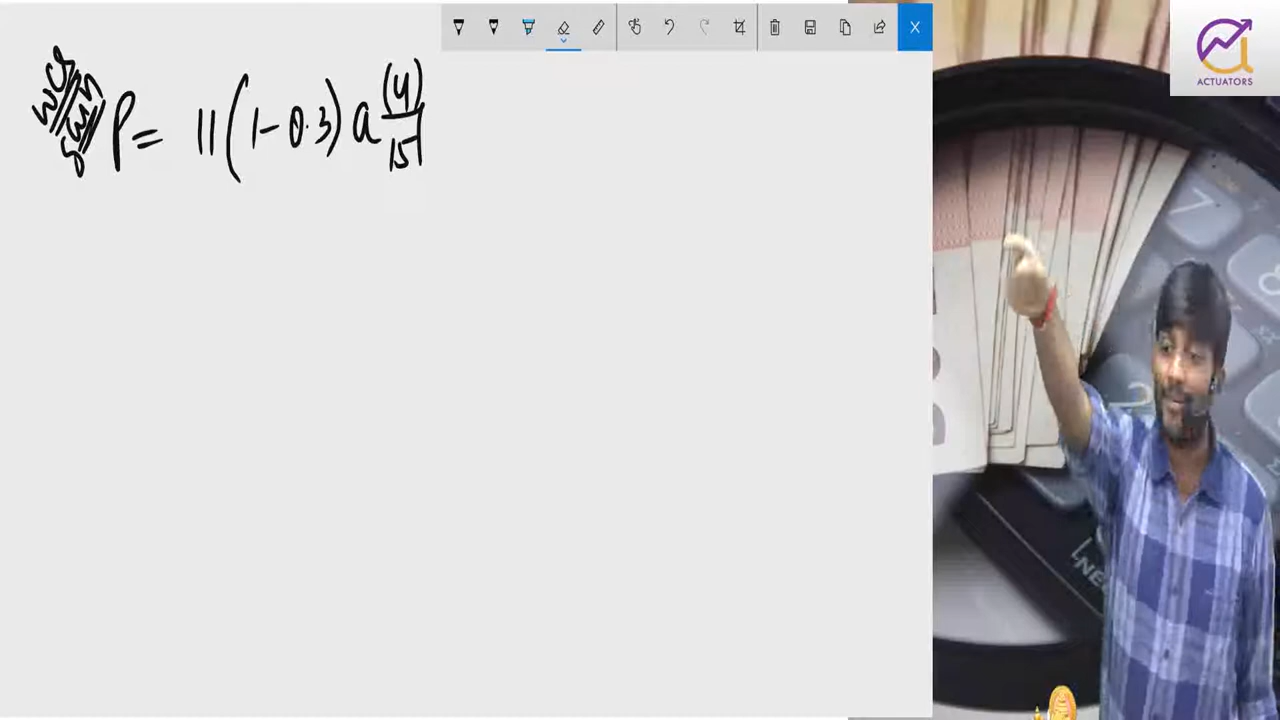 P = 11(1-0.3) a (4)
15
ACTUATORS